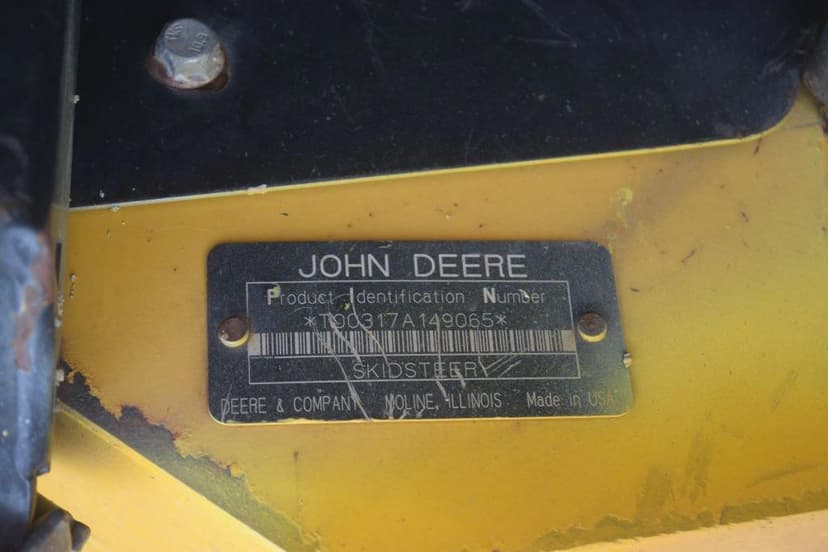 JOHN DEERE
Product Identification Number
*T00317A149065*
SKIDSTEER
DEERE & COMPANY MOLINE, ILLINOIS Made in USA